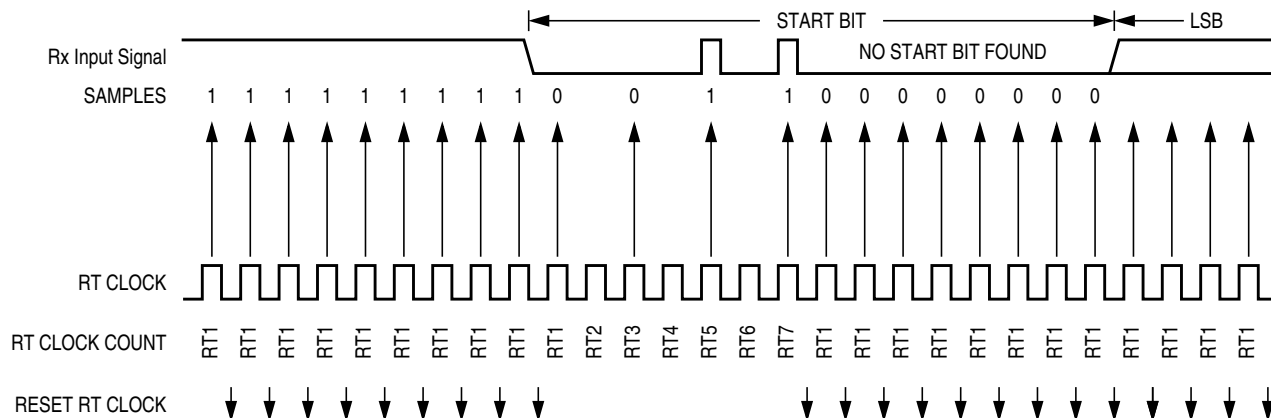 START BIT LSB
Rx Input Signal NO START BIT FOUND
SAMPLES 1 1 1 1 1 1 1 1 1 0 0 1 1 0 0 0 0 0 0 0 0
RT CLOCK
RT CLOCK COUNT RT1 RT1 RT1 RT1 RT1 RT1 RT1 RT1 RT1 RT1 RT2 RT3 RT4 RT5 RT6 RT7 RT1 RT1 RT1 RT1 RT1 RT1 RT1 RT1 RT1 RT1 RT1 RT1
RESET RT CLOCK